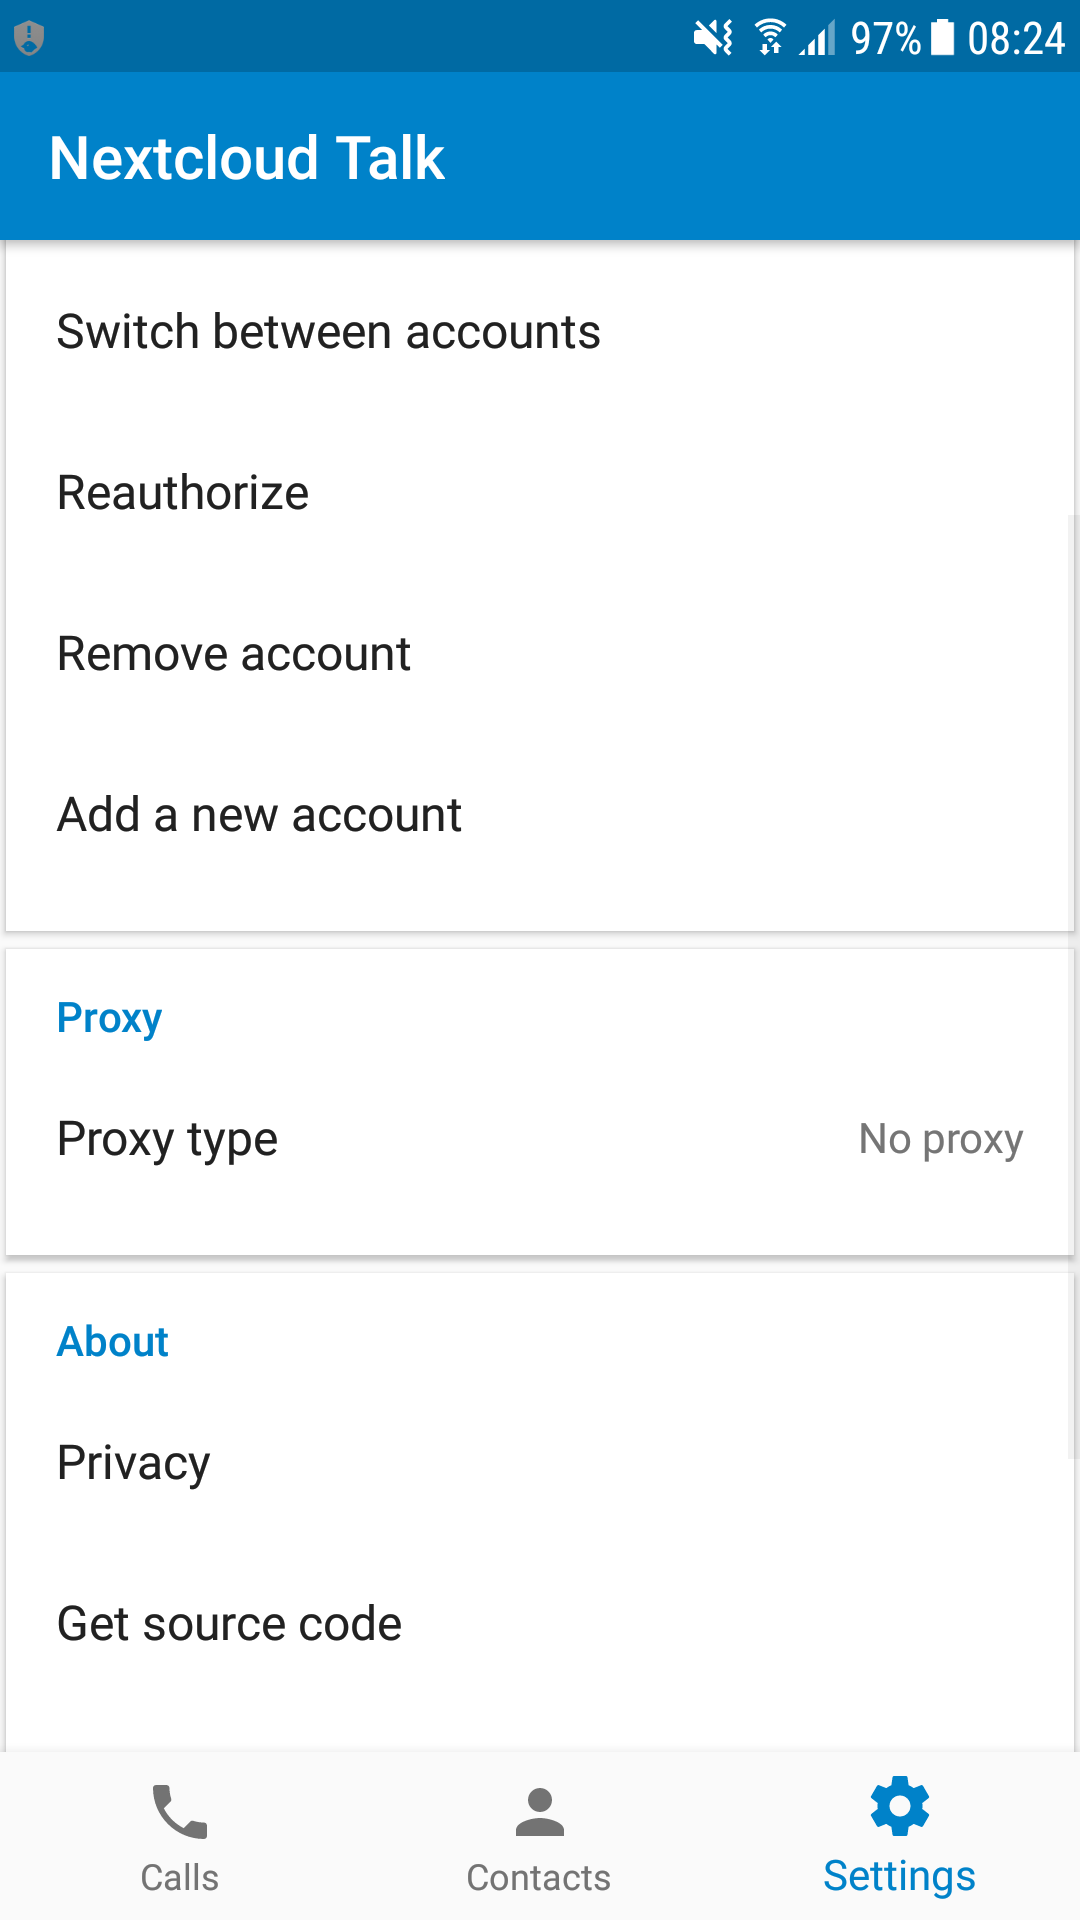 97% 08:24
Nextcloud Talk
Switch between accounts
Reauthorize
Remove account
Add a new account
Proxy
Proxy type No proxy
About
Privacy
Get source code
Calls Contacts Settings